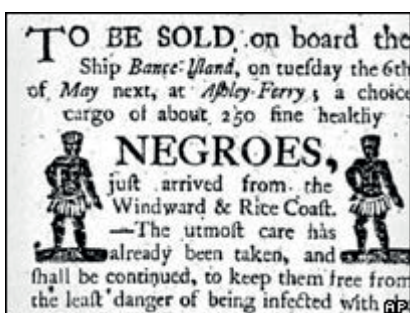 TO BE SOLD, on board the
Ship Bance-Iſland, on tueſday the 6th
of May next, at Aſhley-Ferry; a choice
cargo of about 250 fine healthy
NEGROES,
juſt arrived from the
Windward & Rice Coaſt.
—The utmoſt care has
already been taken, and
ſhall be continued, to keep them free from
the leaſt danger of being infected with
AP